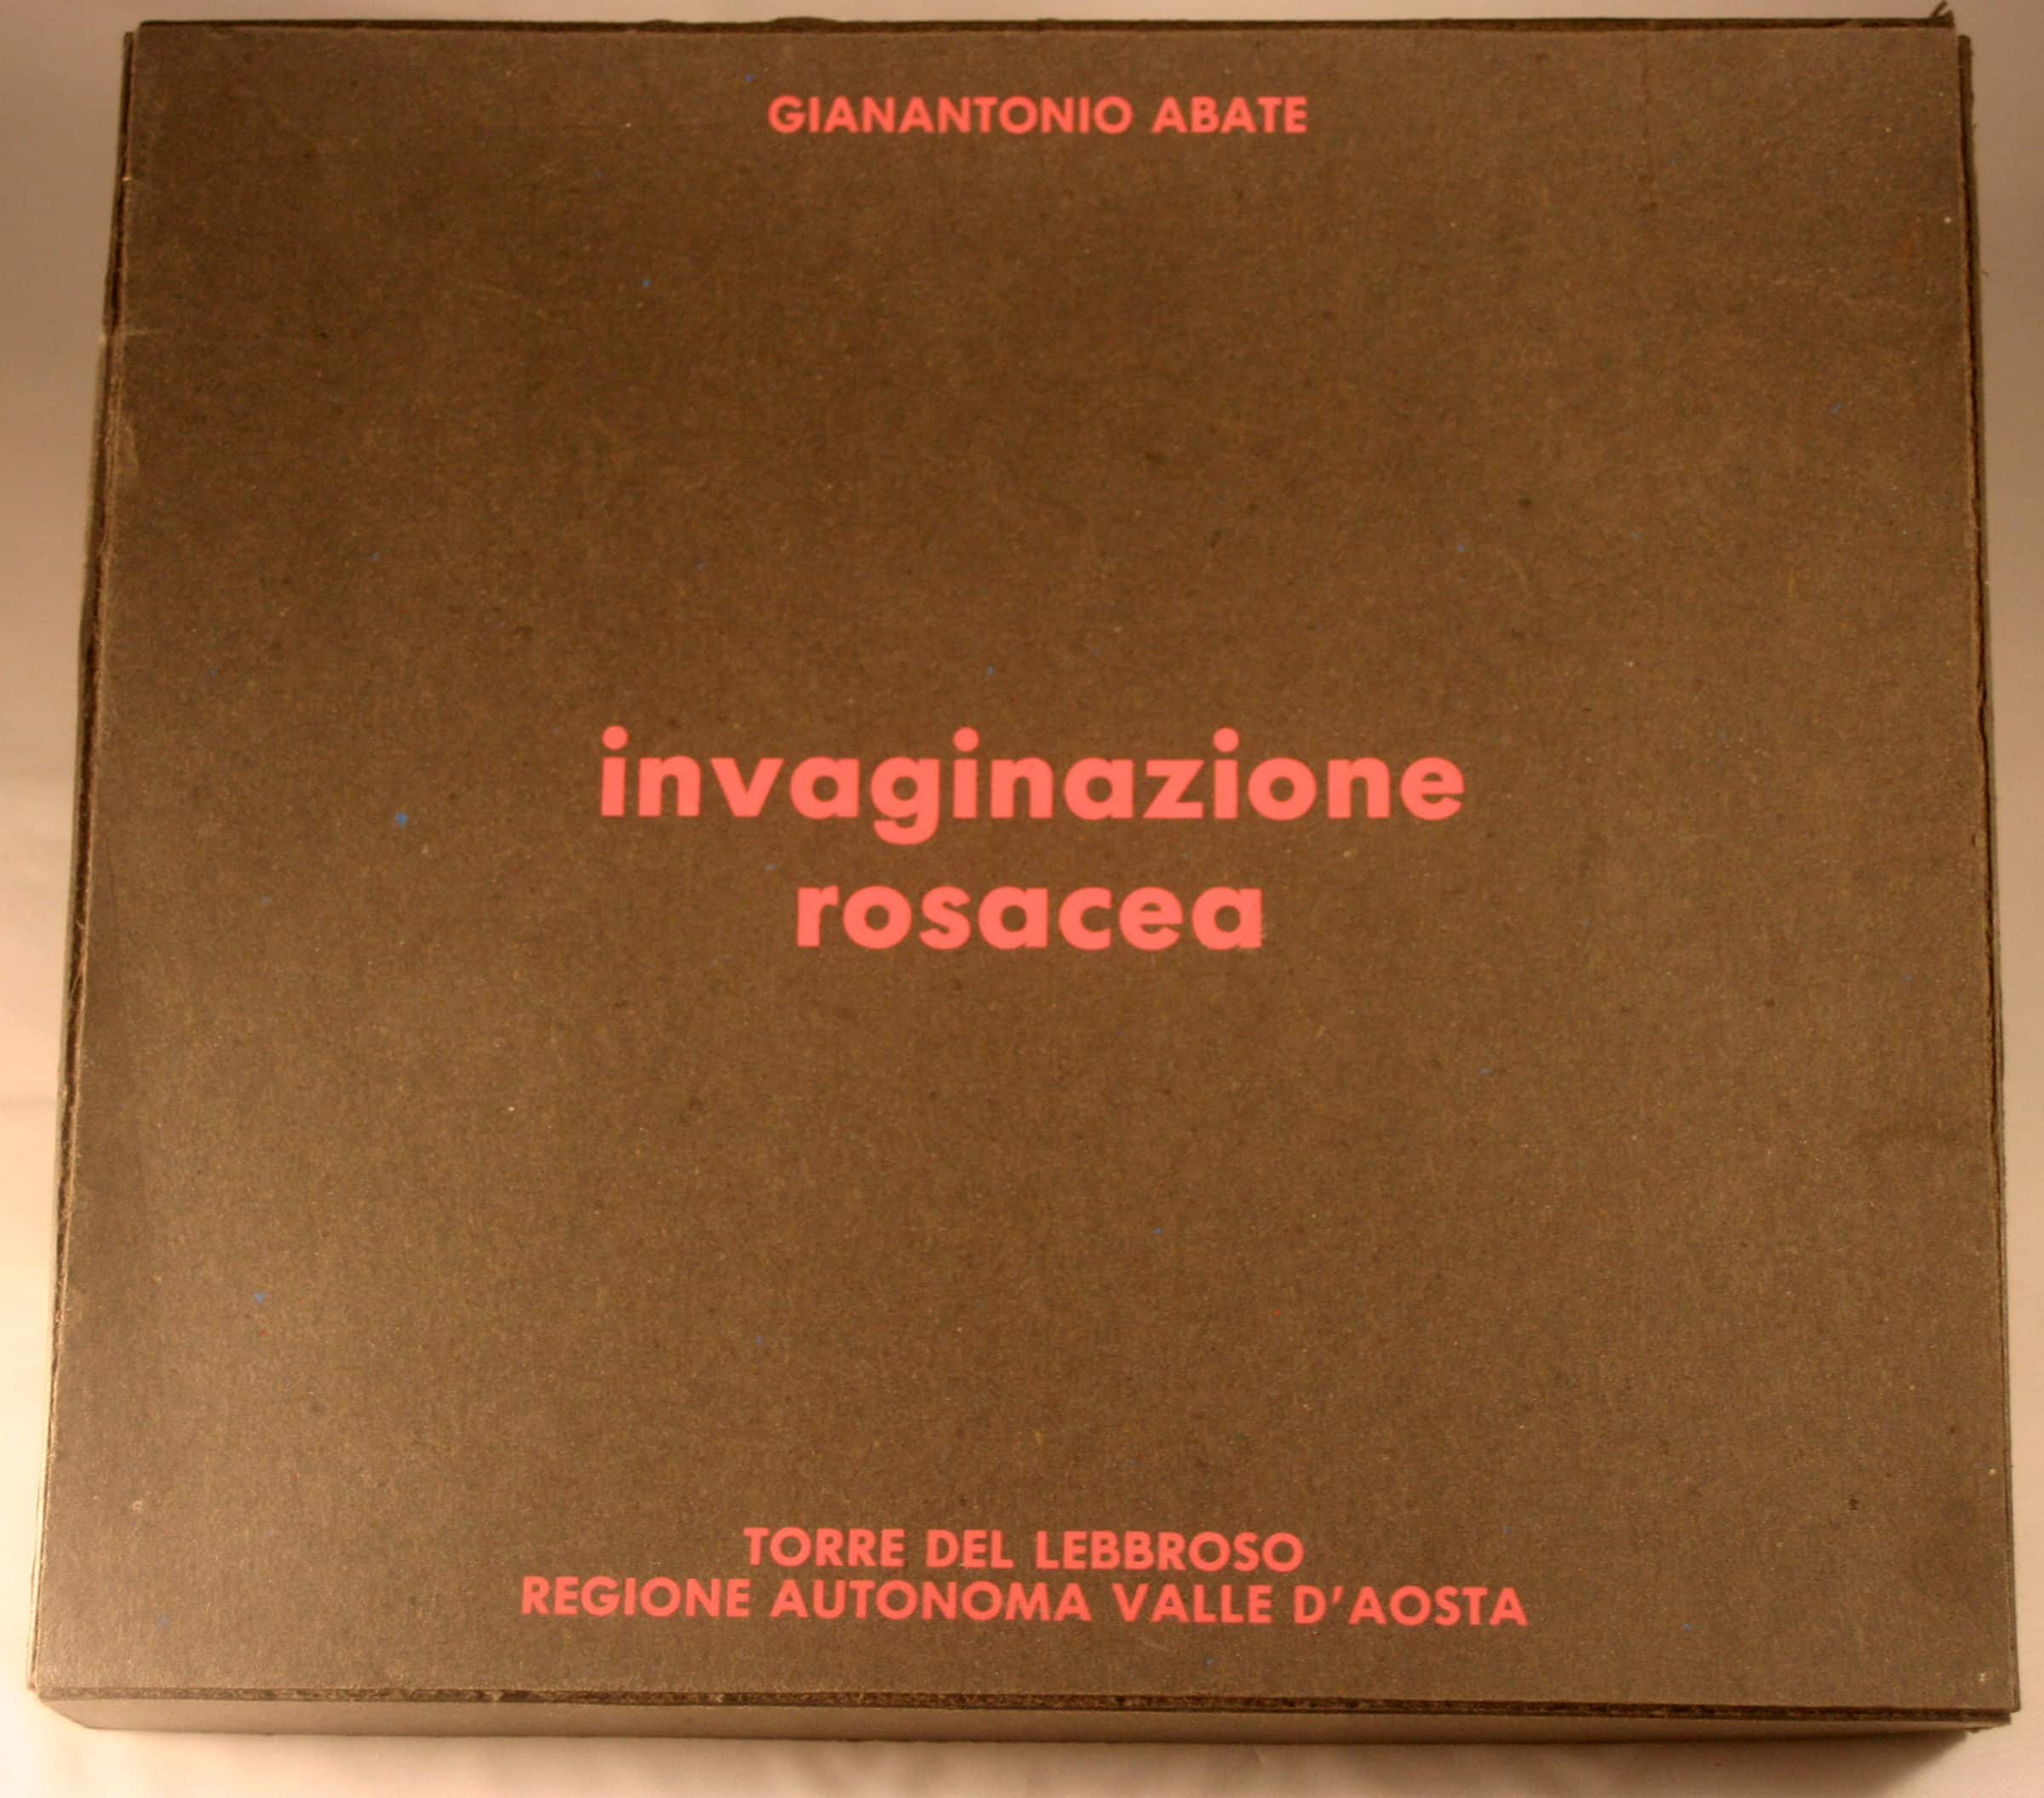 GIANANTONIO ABATE
invaginazione
rosacea
TORRE DEL LEBBROSO
REGIONE AUTONOMA VALLE D'AOSTA